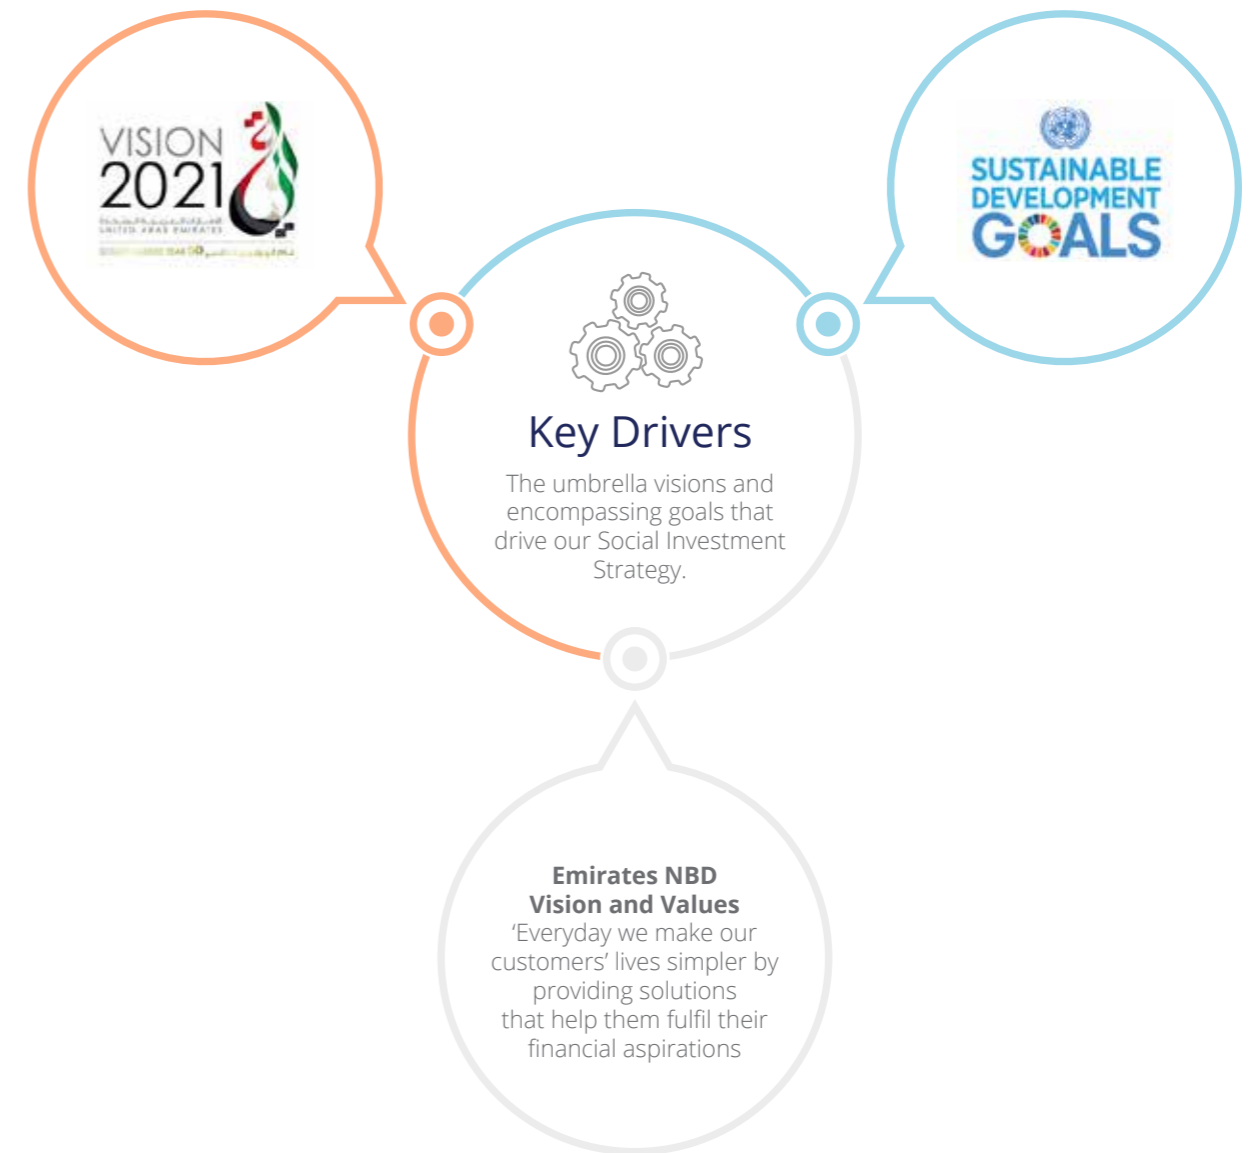 VISION
2021
UNITED ARAB EMIRATES
SUSTAINABLE
DEVELOPMENT
GOALS
Key Drivers
The umbrella visions and
encompassing goals that
drive our Social Investment
Strategy.
Emirates NBD
Vision and Values
‘Everyday we make our
customers’ lives simpler by
providing solutions
that help them fulfil their
financial aspirations